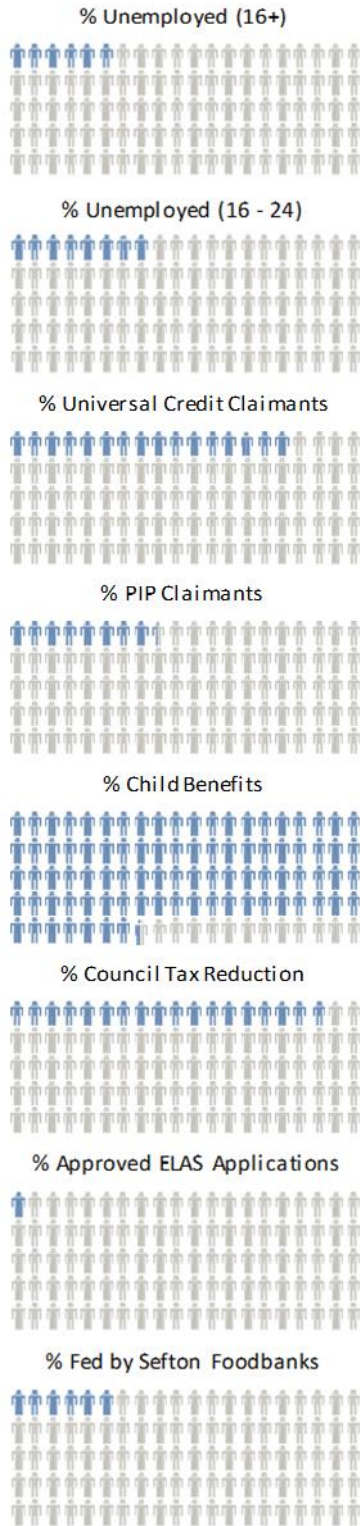 % Unemployed (16+)
% Unemployed (16 - 24)
% Universal Credit Claimants
% PIP Claimants
% Child Benefits
% Council Tax Reduction
% Approved ELAS Applications
% Fed by Sefton Foodbanks